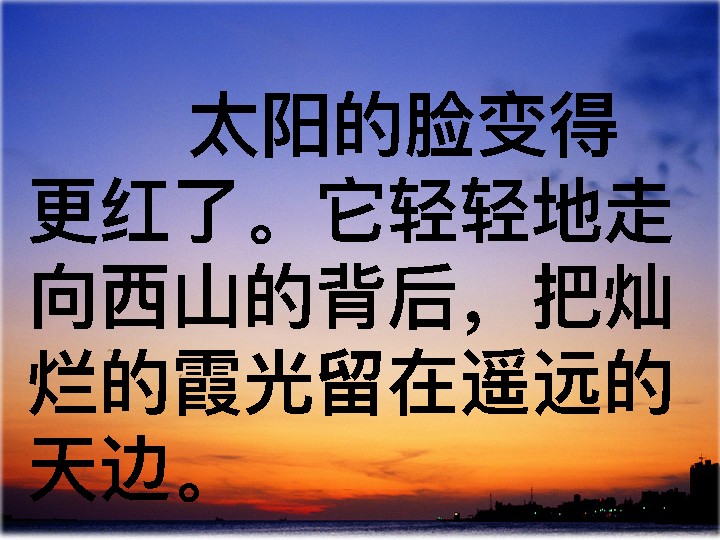 太阳的脸变得
更红了。它轻轻地走
向西山的背后，把灿
烂的霞光留在遥远的
天边。